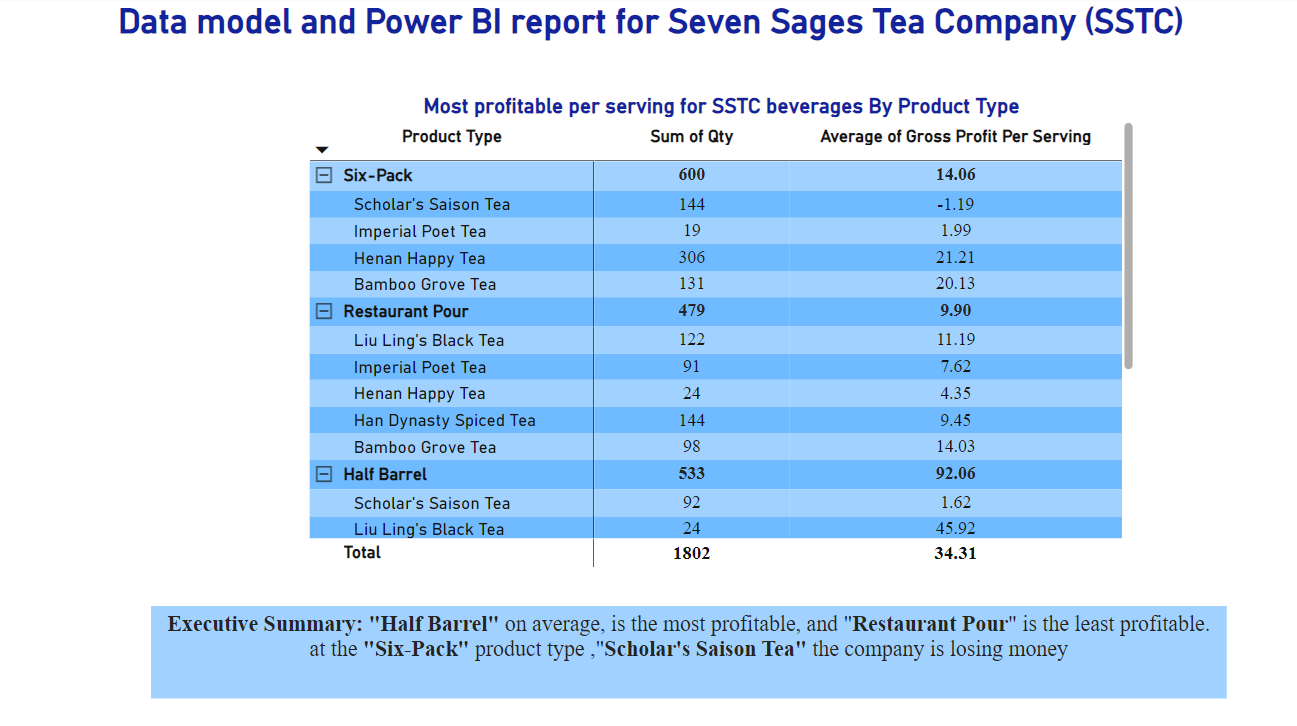 Data model and Power BI report for Seven Sages Tea Company (SSTC)
Most profitable per serving for SSTC beverages By Product Type
Product Type Sum of Qty Average of Gross Profit Per Serving
Six-Pack 600 14.06
Scholar's Saison Tea 144 -1.19
Imperial Poet Tea 19 1.99
Henan Happy Tea 306 21.21
Bamboo Grove Tea 131 20.13
Restaurant Pour 479 9.90
Liu Ling's Black Tea 122 11.19
Imperial Poet Tea 91 7.62
Henan Happy Tea 24 4.35
Han Dynasty Spiced Tea 144 9.45
Bamboo Grove Tea 98 14.03
Half Barrel 533 92.06
Scholar's Saison Tea 92 1.62
Liu Ling's Black Tea 24 45.92
Total 1802 34.31
Executive Summary: "Half Barrel" on average, is the most profitable, and "Restaurant Pour" is the least profitable.
at the "Six-Pack" product type ,"Scholar's Saison Tea" the company is losing money